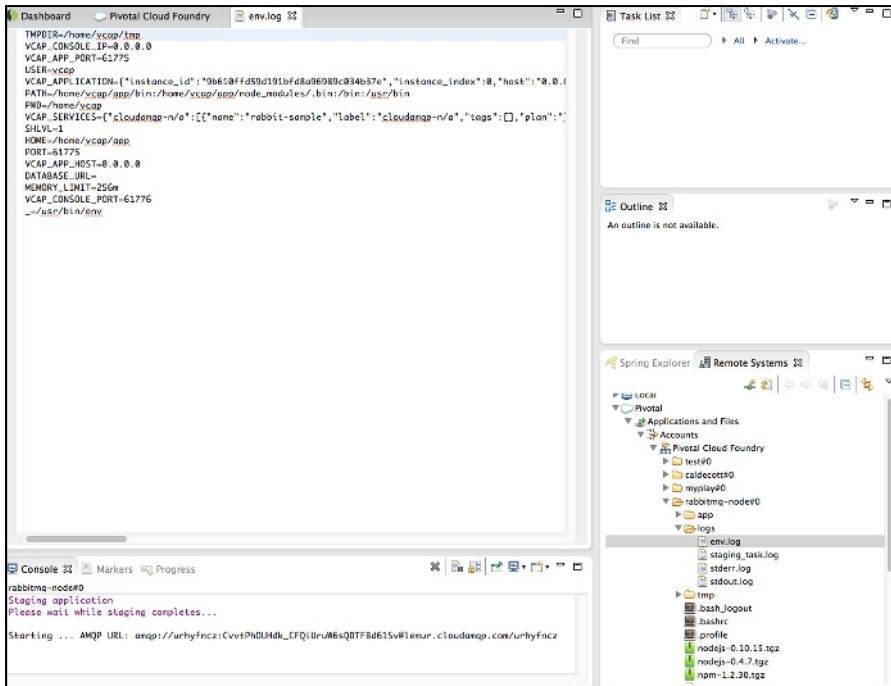 Dashboard
Pivotal Cloud Foundry
env.log
TMPDIR=/home/vcap/tmp
VCAP_CONSOLE_IP=0.0.0.0
VCAP_APP_PORT=61775
USER=vcap
VCAP_APPLICATION={"instance_id":"9b610ffd59d191bfd8a96989c034b37e","instance_index":0,"host":"0.0.
PATH=/home/vcap/app/bin:/home/vcap/app/node_modules/.bin:/bin:/usr/bin
PWD=/home/vcap
VCAP_SERVICES={"cloudamqp-n/a":[{"name":"rabbit-sample","label":"cloudamqp-n/a","tags":[],"plan":"
SHLVL=1
HOME=/home/vcap/app
PORT=61775
VCAP_APP_HOST=0.0.0.0
DATABASE_URL=
MEMORY_LIMIT=256m
VCAP_CONSOLE_PORT=61776
_=/usr/bin/env
Console
Markers
Progress
rabbitmq-node#0
Staging application
Please wait while staging completes...
Starting ... AMQP URL: amqp://urhyfncz:@lemur.cloudamqp.com/urhyfncz
Task List
Find
All
Activate...
Outline
An outline is not available.
Spring Explorer
Remote Systems
Local
Pivotal
Applications and Files
Accounts
Pivotal Cloud Foundry
test#0
caldecott#0
myplay#0
rabbitmq-node#0
app
logs
env.log
staging_task.log
stderr.log
stdout.log
tmp
.bash_logout
.bashrc
.profile
nodejs-0.10.15.tgz
nodejs-0.4.7.tgz
npm-1.2.30.tgz